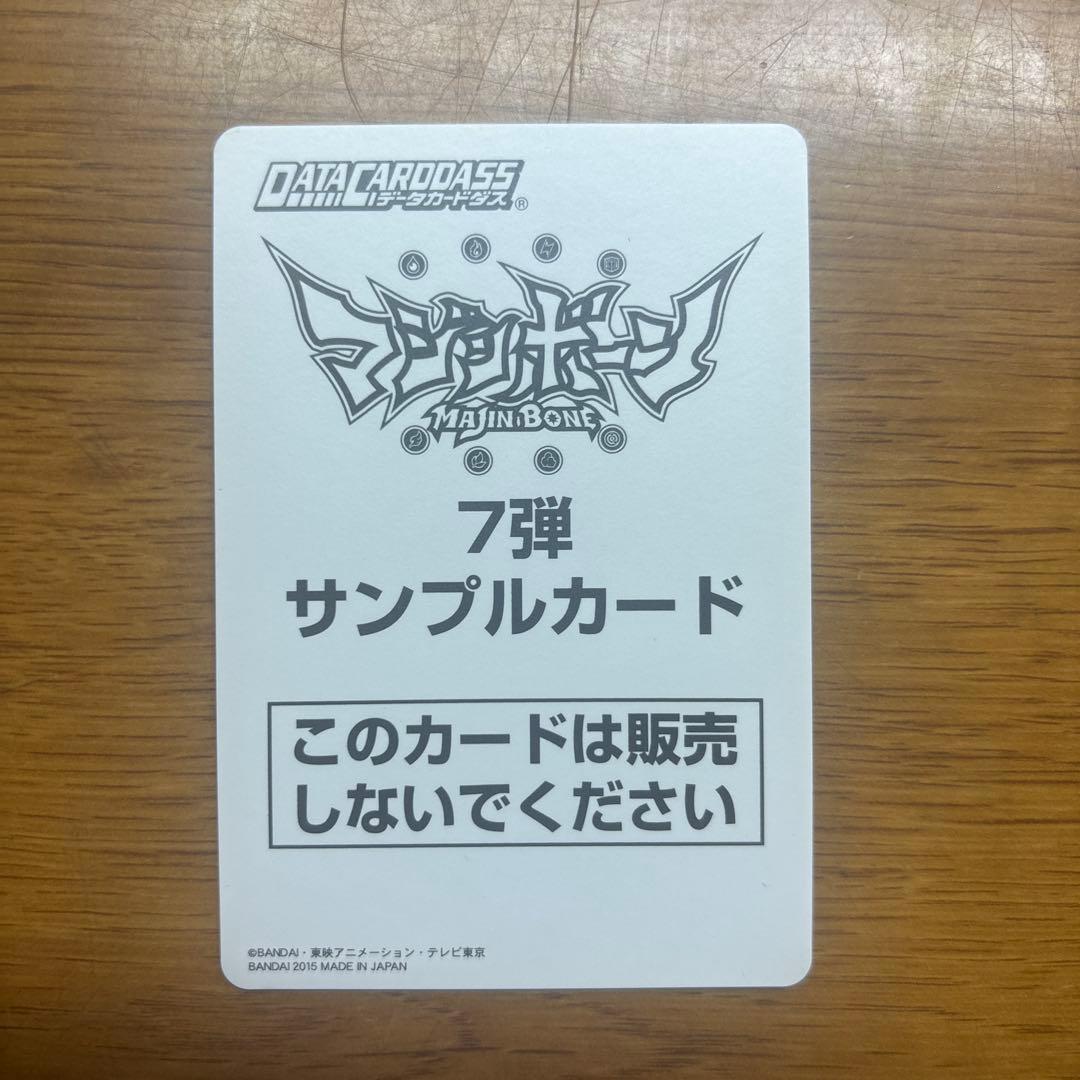 DATA CARDDASS
データカードダス®
マジンボーン
MAJIN BONE
7弾
サンプルカード
このカードは販売
しないでください
©BANDAI・東映アニメーション・テレビ東京
BANDAI 2015 MADE IN JAPAN